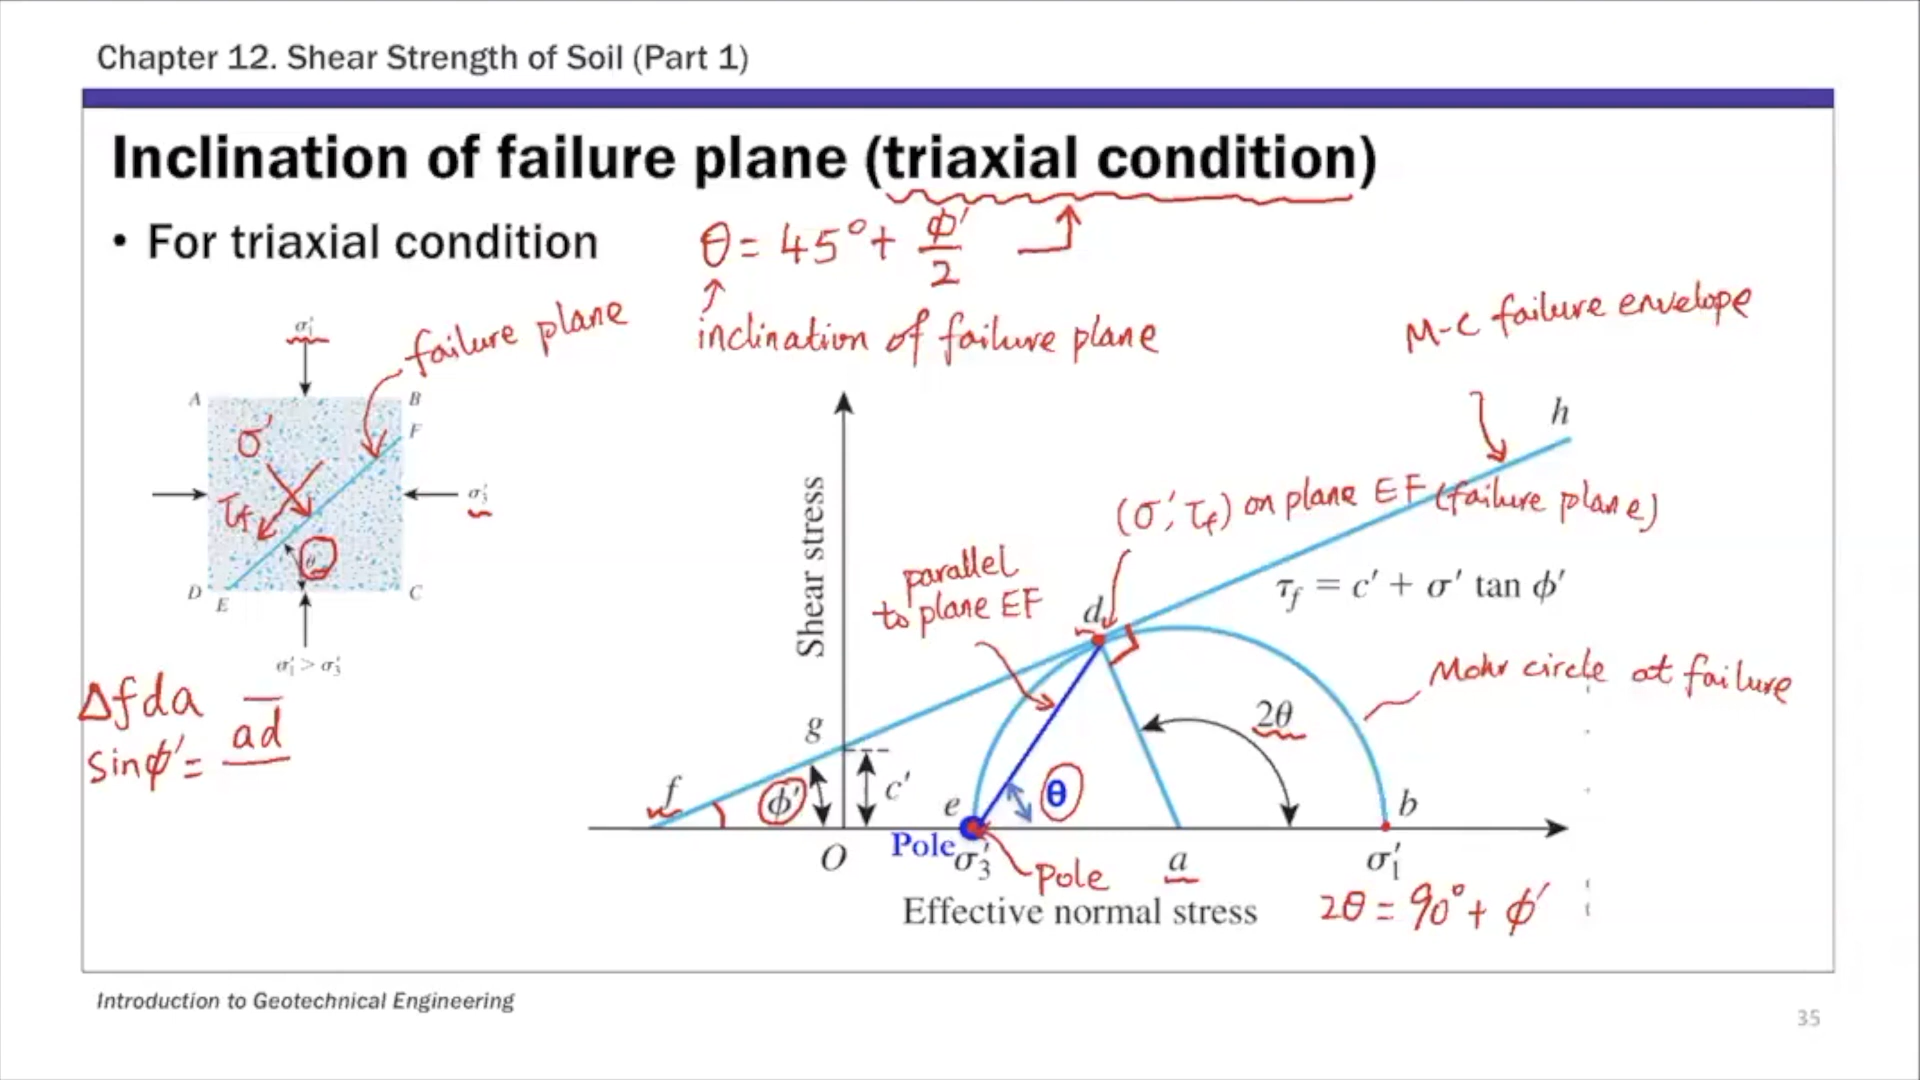 Chapter 12. Shear Strength of Soil (Part 1)
Inclination of failure plane (triaxial condition)
• For triaxial condition
θ = 45° + ϕ′/2
inclination of failure plane
failure plane
M-C failure envelope
σ′₁
A
B
F
σ′
τf
σ′₃
θ
D
E
C
σ′₁ > σ′₃
Δfda
sinϕ′ = ad
Shear stress
h
(σ′, τf) on plane EF (failure plane)
parallel
to plane EF
d
τf = c′ + σ′ tan ϕ′
Mohr circle at failure
2θ
g
f
ϕ′
c′
e
θ
b
O
Pole
σ′₃
Pole
a
σ′₁
Effective normal stress
2θ = 90° + ϕ′
Introduction to Geotechnical Engineering
35